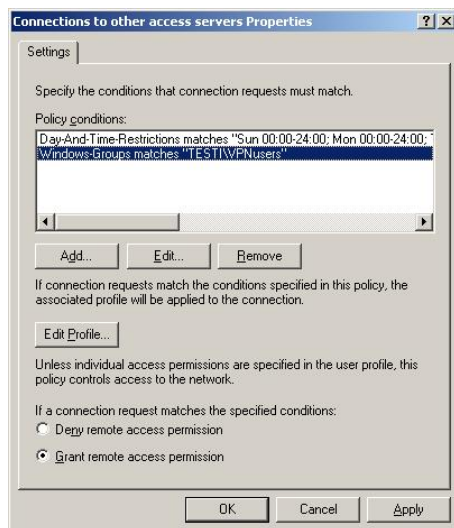 Connections to other access servers Properties
Settings
Specify the conditions that connection requests must match.
Policy conditions:
Day-And-Time-Restrictions matches "Sun 00:00-24:00; Mon 00:00-24:00;
Windows-Groups matches "TESTI\VPNusers"
Add... Edit... Remove
If connection requests match the conditions specified in this policy, the
associated profile will be applied to the connection.
Edit Profile...
Unless individual access permissions are specified in the user profile, this
policy controls access to the network.
If a connection request matches the specified conditions:
Deny remote access permission
Grant remote access permission
OK Cancel Apply